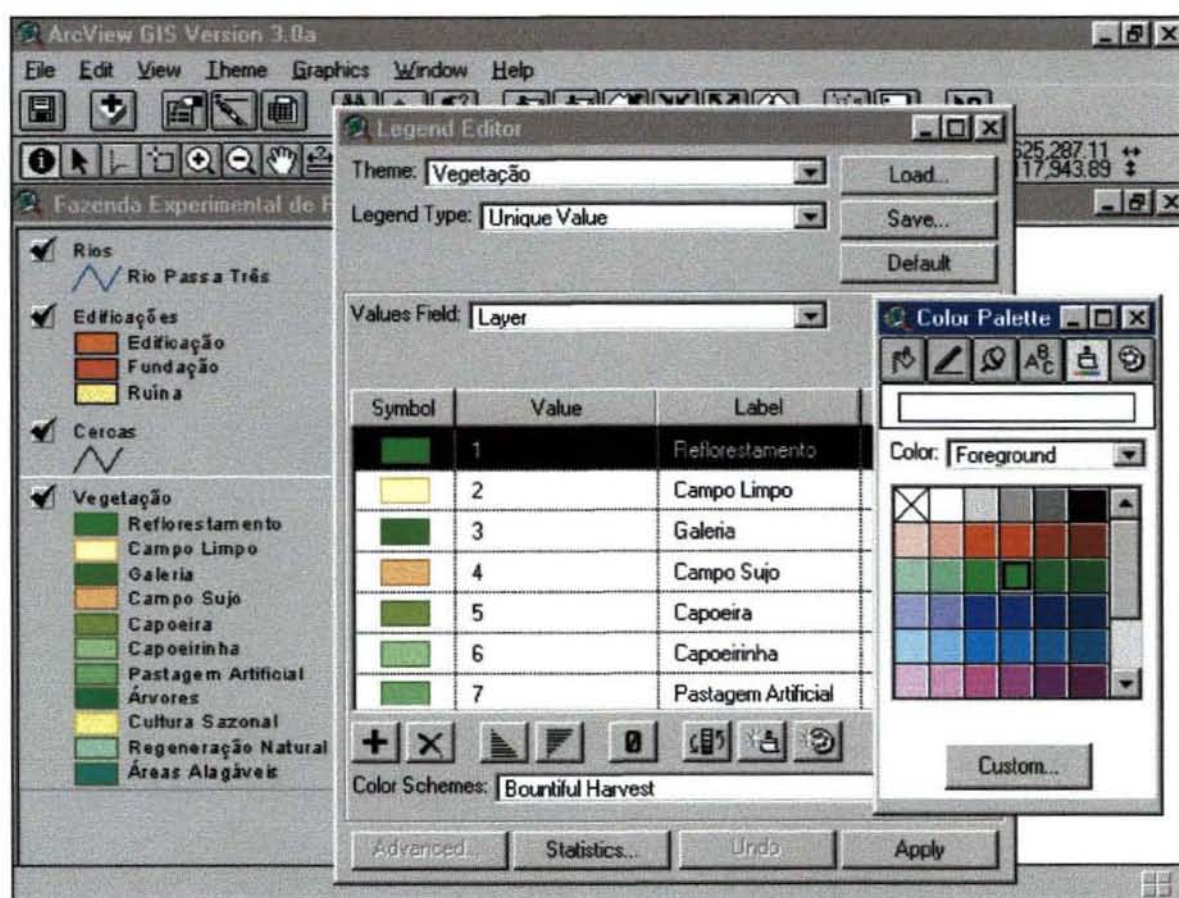 ArcView GIS Version 3.0a
File Edit View Theme Graphics Window Help
625,287.11
17,943.89
Fazenda Experimental de
Rios
Rio Passa Três
Edificações
Edificação
Fundação
Ruína
Cercas
Vegetação
Reflorestamento
Campo Limpo
Galeria
Campo Sujo
Capoeira
Capoeirinha
Pastagem Artificial
Árvores
Cultura Sazonal
Regeneração Natural
Áreas Alagáveis
Legend Editor
Theme: Vegetação
Load...
Legend Type: Unique Value
Save...
Default
Values Field: Layer
Symbol Value Label
1 Reflorestamento
2 Campo Limpo
3 Galeria
4 Campo Sujo
5 Capoeira
6 Capoeirinha
7 Pastagem Artificial
Color Schemes: Bountiful Harvest
Advanced... Statistics... Undo Apply
Color Palette
Color: Foreground
Custom...